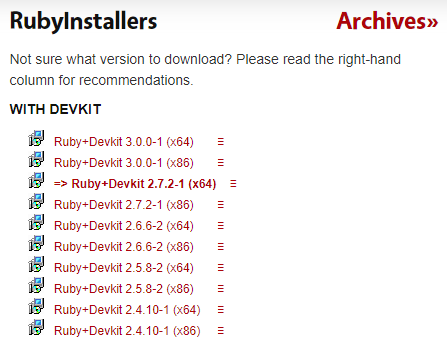 RubyInstallers Archives»
Not sure what version to download? Please read the right-hand
column for recommendations.
WITH DEVKIT
Ruby+Devkit 3.0.0-1 (x64)
Ruby+Devkit 3.0.0-1 (x86)
=> Ruby+Devkit 2.7.2-1 (x64)
Ruby+Devkit 2.7.2-1 (x86)
Ruby+Devkit 2.6.6-2 (x64)
Ruby+Devkit 2.6.6-2 (x86)
Ruby+Devkit 2.5.8-2 (x64)
Ruby+Devkit 2.5.8-2 (x86)
Ruby+Devkit 2.4.10-1 (x64)
Ruby+Devkit 2.4.10-1 (x86)